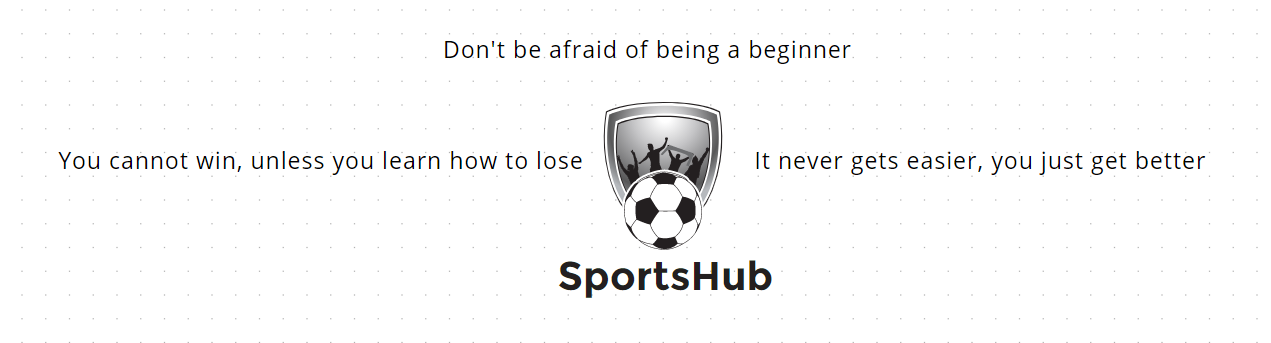 Don't be afraid of being a beginner
You cannot win, unless you learn how to lose
It never gets easier, you just get better
SportsHub